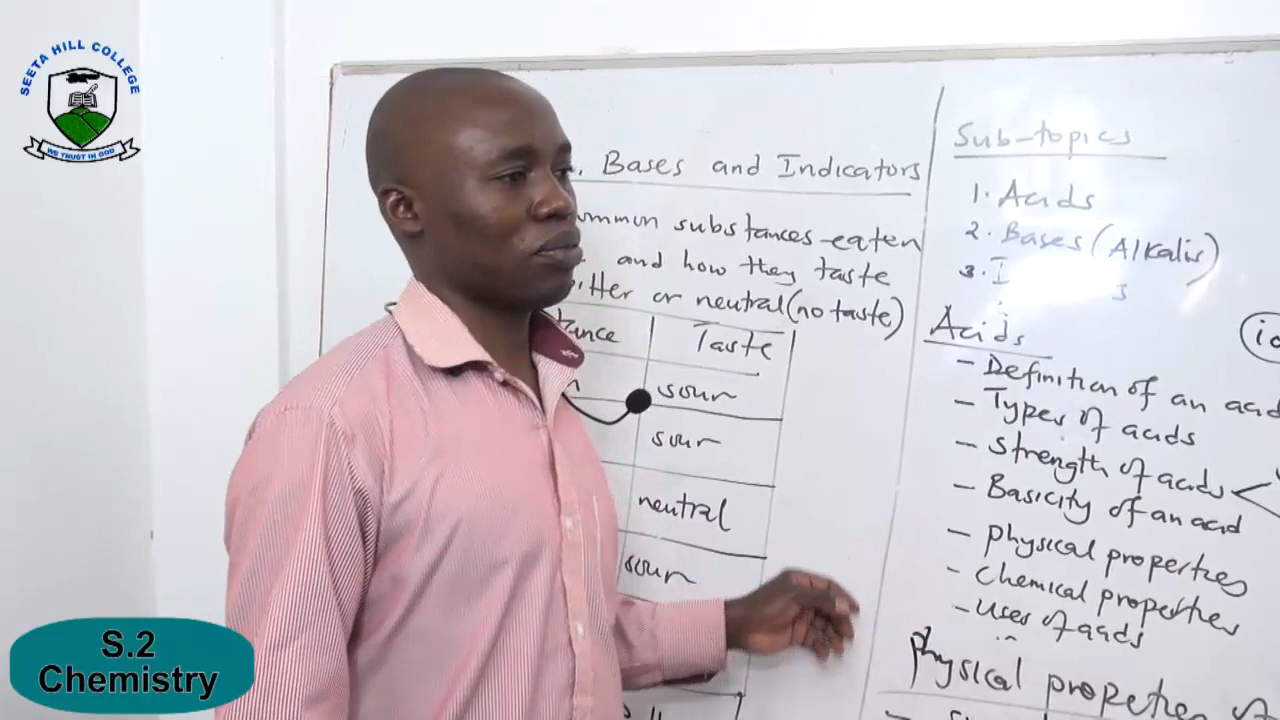 SEETA HILL COLLEGE
WE TRUST IN GOD
. Bases and Indicators
ommon substances eaten
and how they taste
itter or neutral (no taste)
tance Taste
sour
sour
neutral
sour
Sub-topics
1. Acids
2. Bases (Alkalis)
3. I
Acids
- Definition of an acid
- Types of acids
- Strength of acids
- Basicity of an acid
- physical properties
- Chemical properties
- Uses of acids
physical properties
S.2
Chemistry